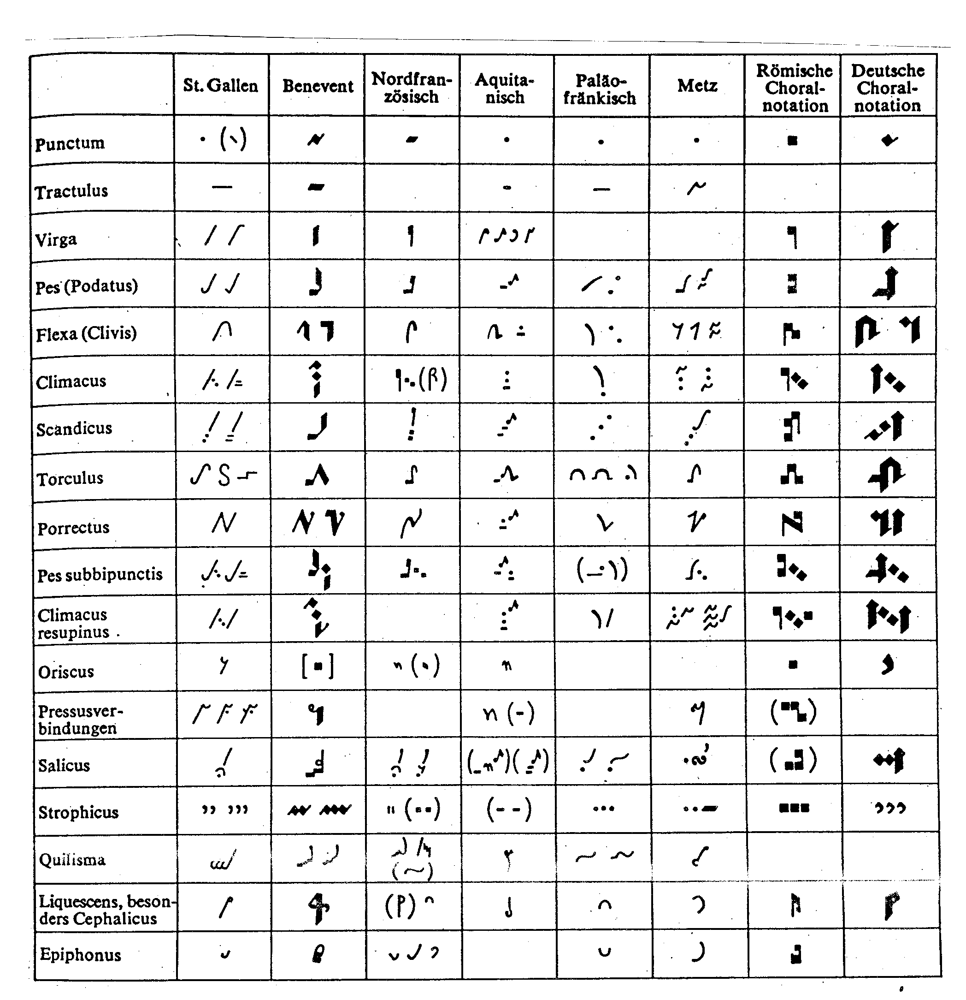 St. Gallen
Benevent
Nordfran-
zösisch
Aquita-
nisch
Paläo-
fränkisch
Metz
Römische
Choral-
notation
Deutsche
Choral-
notation
Punctum
Tractulus
Virga
Pes (Podatus)
Flexa (Clivis)
Climacus
Scandicus
Torculus
Porrectus
Pes subbipunctis
Climacus
resupinus
Oriscus
Pressusver-
bindungen
Salicus
Strophicus
Quilisma
Liquescens, beson-
ders Cephalicus
Epiphonus